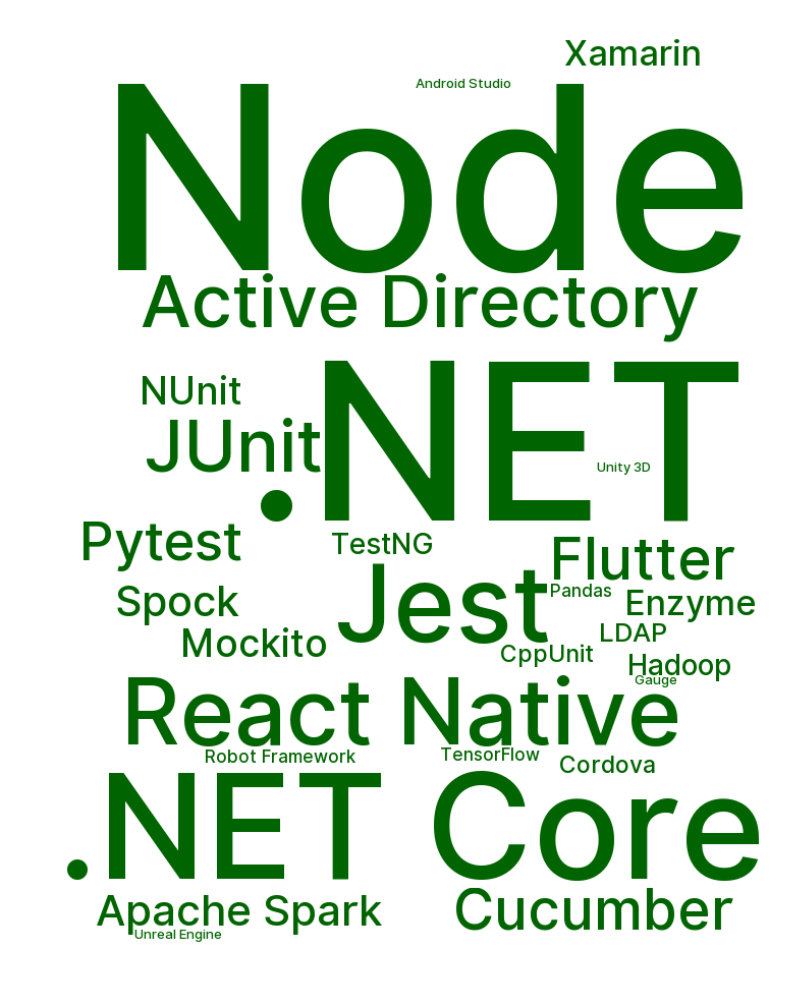 Xamarin
Android Studio
Node
Active Directory
.NET
NUnit
JUnit
Unity 3D
Pytest
TestNG
Flutter
Jest
Pandas
Spock
Enzyme
LDAP
Mockito
CppUnit
Hadoop
Gauge
React Native
Robot Framework
TensorFlow
Cordova
.NET Core
Apache Spark
Cucumber
Unreal Engine